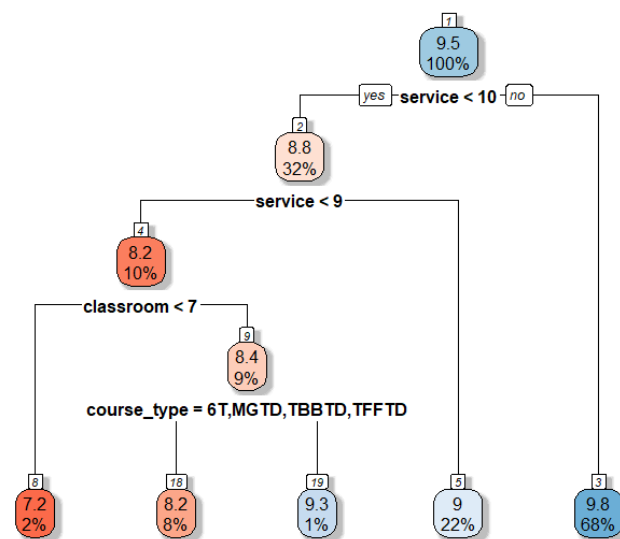 1
9.5
100%
yes service < 10 no
2
8.8
32%
service < 9
4
8.2
10%
classroom < 7
9
8.4
9%
course_type = 6T,MGTD,TBBTD,TFFTD
8 18 19 5 3
7.2 8.2 9.3 9 9.8
2% 8% 1% 22% 68%